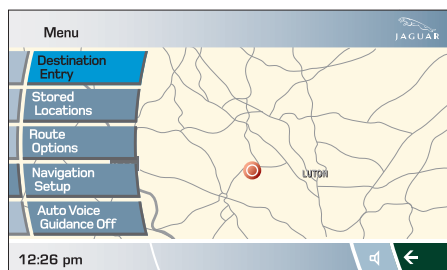 Menu
JAGUAR
Destination
Entry
Stored
Locations
Route
Options
Navigation
Setup
Auto Voice
Guidance Off
LUTON
12:26 pm